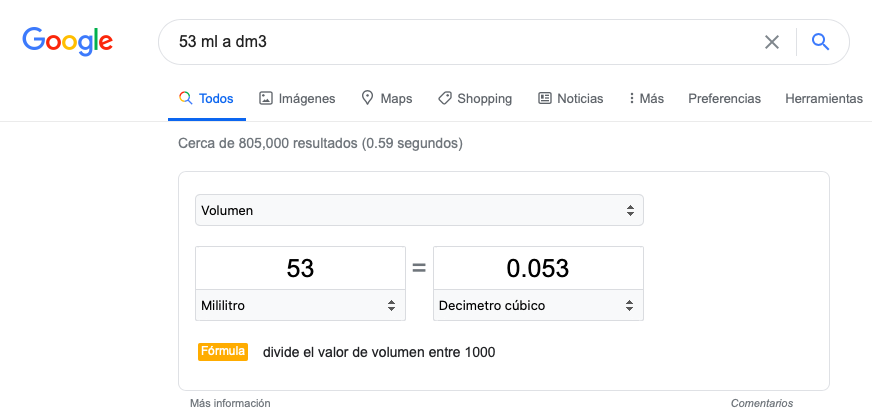 Google
53 ml a dm3
Todos Imágenes Maps Shopping Noticias Más Preferencias Herramientas
Cerca de 805,000 resultados (0.59 segundos)
Volumen
53 = 0.053
Mililitro Decimetro cúbico
Fórmula divide el valor de volumen entre 1000
Más información Comentarios